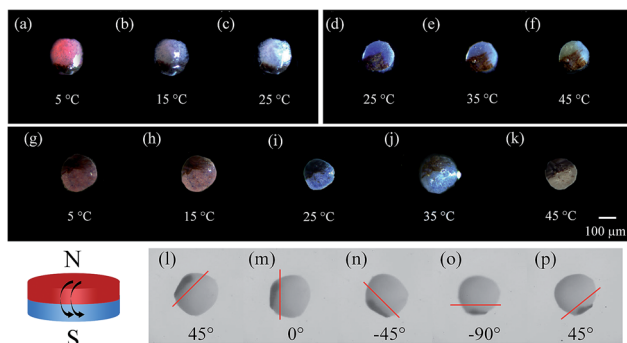 (a) (b) (c) (d) (e) (f)
5 °C 15 °C 25 °C 25 °C 35 °C 45 °C
(g) (h) (i) (j) (k)
5 °C 15 °C 25 °C 35 °C 45 °C
100 μm
N
S
(l) (m) (n) (o) (p)
45° 0° -45° -90° 45°